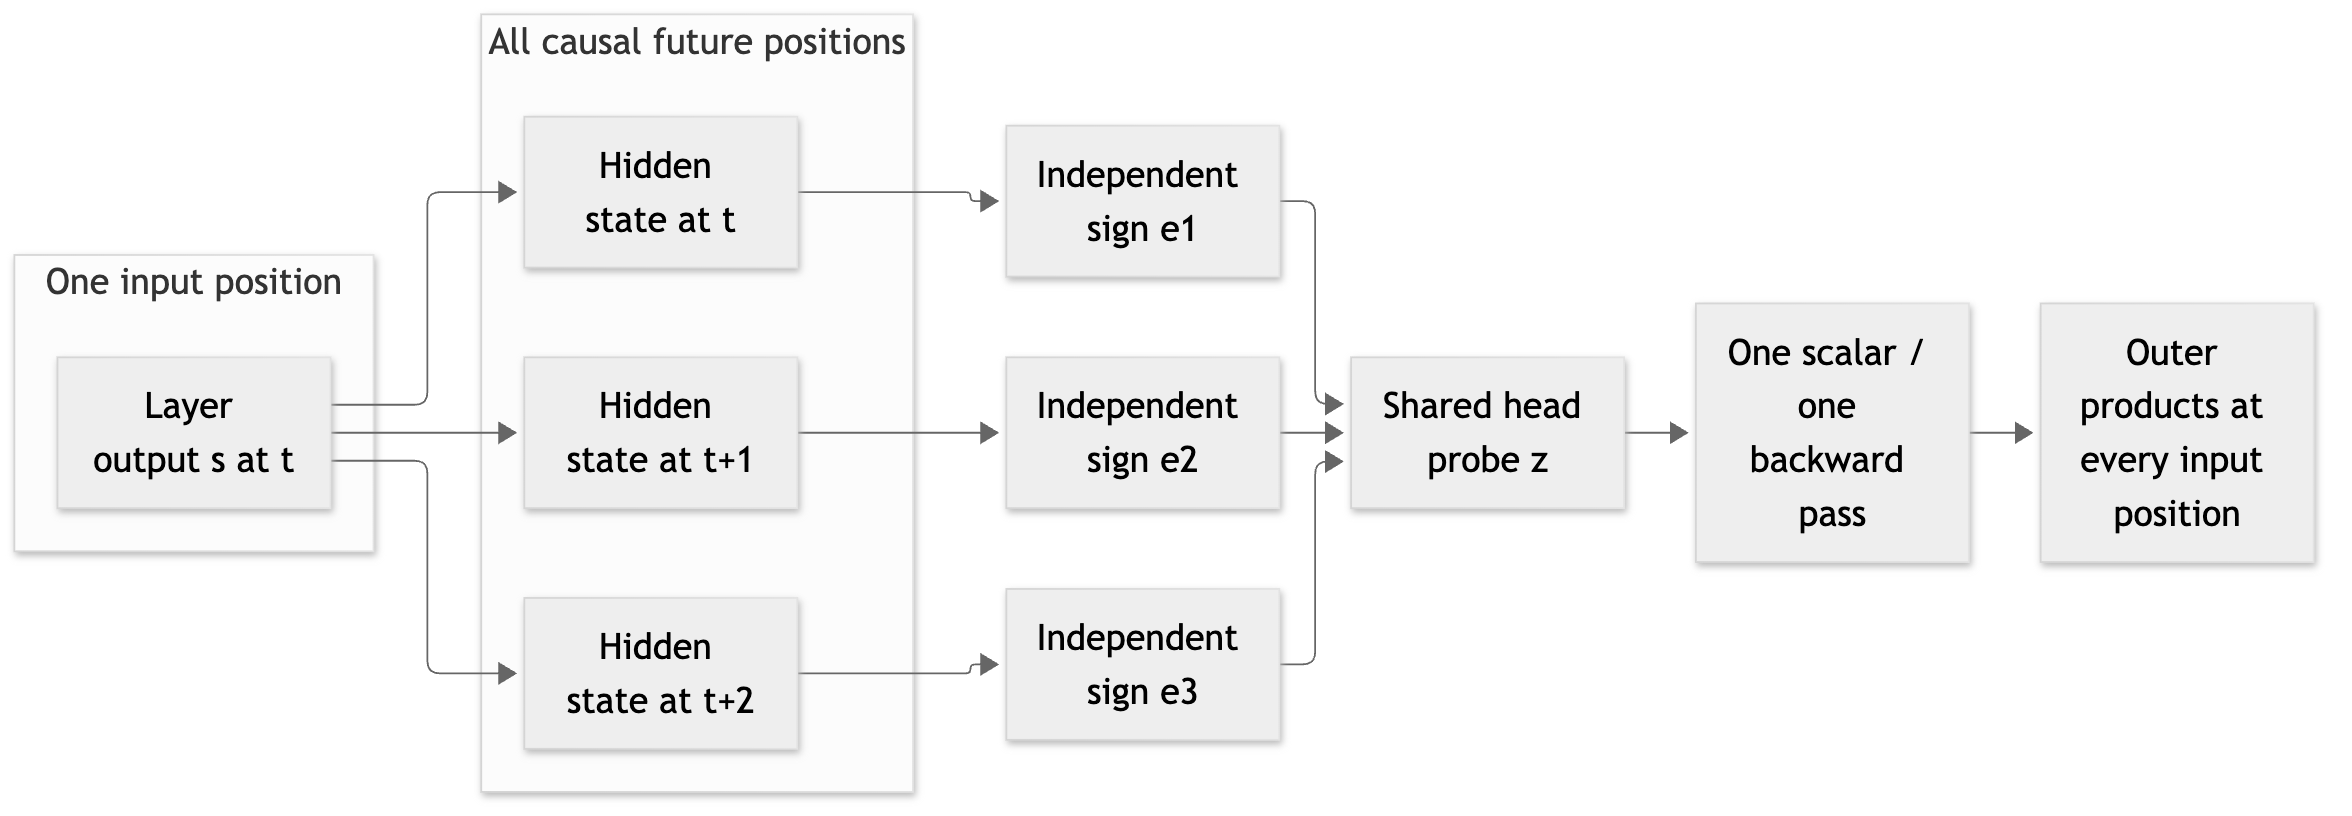 One input position
Layer
output s at t
All causal future positions
Hidden
state at t
Hidden
state at t+1
Hidden
state at t+2
Independent
sign e1
Independent
sign e2
Independent
sign e3
Shared head
probe z
One scalar /
one
backward
pass
Outer
products at
every input
position